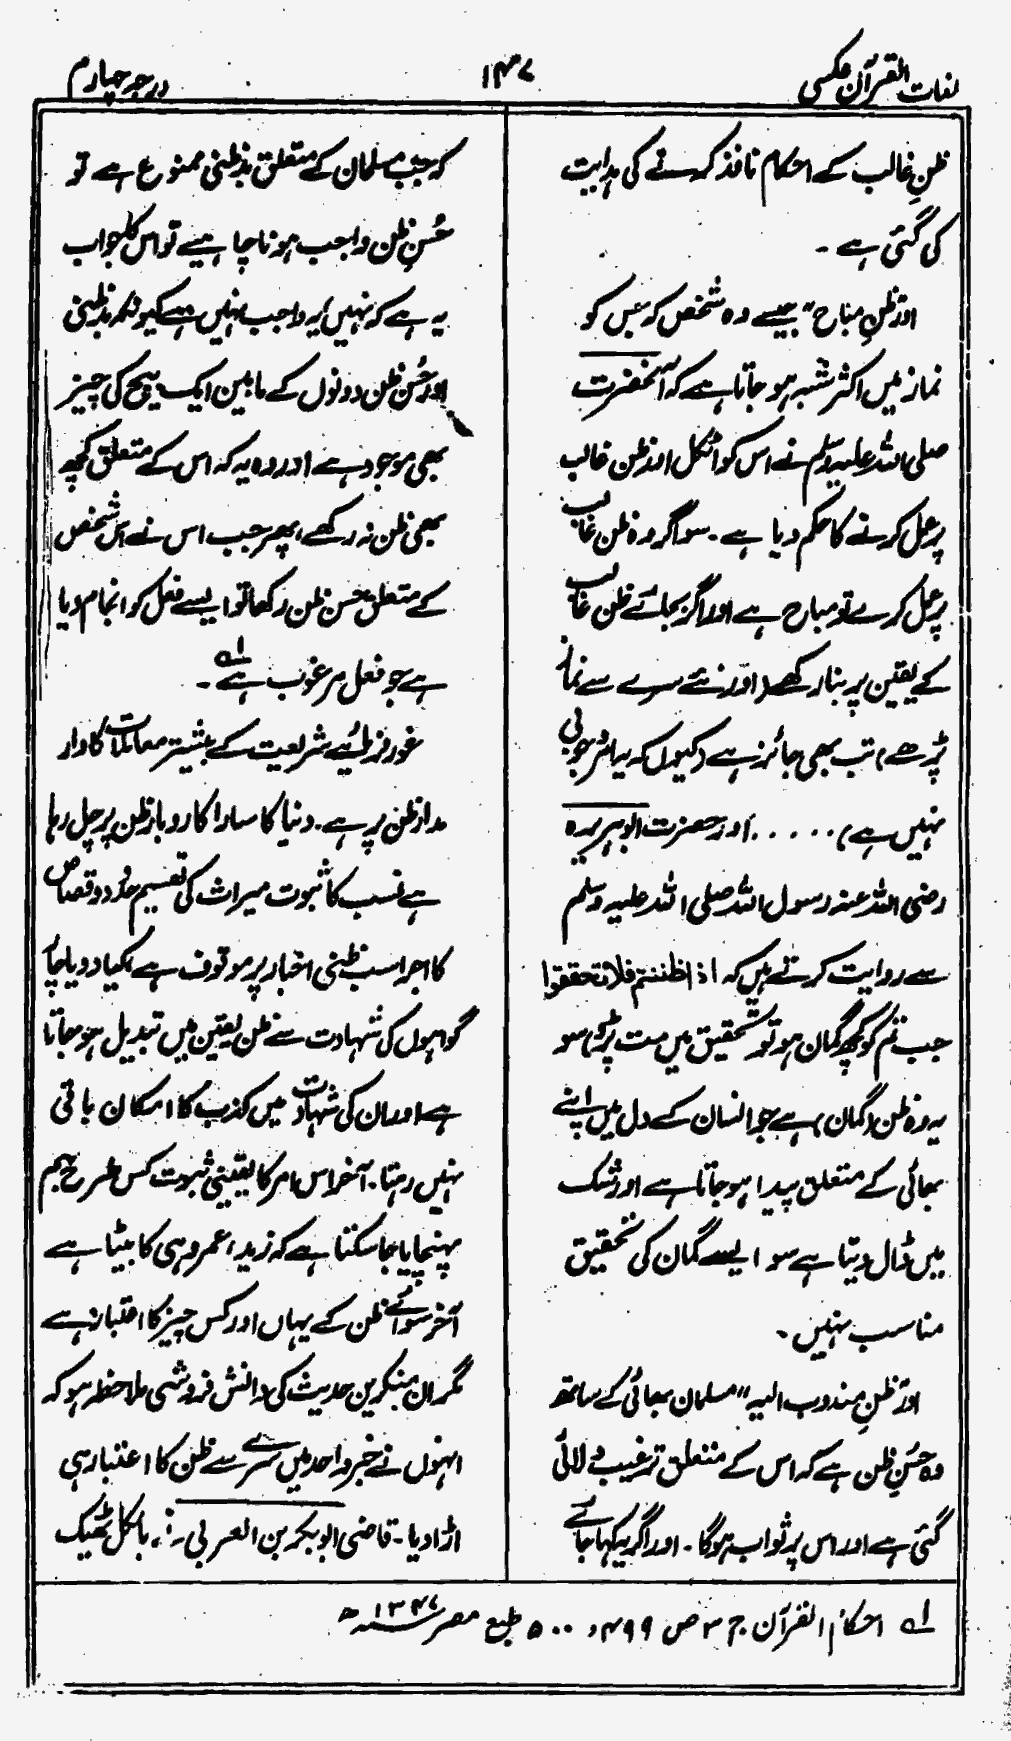 لغات القرآن عکسی
۱۴۷
درجہ چہارم
ظنِ غالب کے احکام نافذ کرنے کی ہدایت
کی گئی ہے ۔
اور ظنِ مباح" جیسے وہ شخص کہ جس کو
نماز میں اکثر شبہ ہو جاتا ہے کہ آنحضرت
صلی اللہ علیہ وسلم نے اس کو اٹکل اور ظن غالب
پر عمل کرنے کا حکم دیا ہے ۔ سو اگر وہ ظن غالب
پر عمل کرے تو مباح ہے اور اگر بجائے ظن غالب
کے یقین پر بنا رکھے (اور نئے سرے سے نماز
پڑھے) تب بھی جائز ہے (کیوں کہ یہ امر وجوبی
نہیں ہے) ..... اور حضرت ابوہریرہ
رضی اللہ عنہ رسول اللہ صلی اللہ علیہ وسلم
سے روایت کرتے ہیں کہ اذا ظننتم فلا تحققوا
جب تم کو کچھ گمان ہو تو تحقیق میں مت پڑو) سو
یہ وہ ظن (گمان) ہے جو انسان کے دل میں اپنے
بھائی کے متعلق پیدا ہو جاتا ہے اور شک
میں ڈال دیتا ہے سو ایسے گمان کی تحقیق
مناسب نہیں ۔
اور ظنِ مندوب الیہ" مسلمان بھائی کے ساتھ
وہ حُسنِ ظن ہے کہ اس کے متعلق ترغیب دلائی
گئی ہے اور اس پر ثواب ہوگا ۔ اور اگر یہ کہا جائے
کہ جب مسلمان کے متعلق بدظنی ممنوع ہے تو
حُسنِ ظن واجب ہونا چاہیے تو اس کا جواب
یہ ہے کہ نہیں یہ واجب نہیں ہے کیونکہ بدظنی
اور حُسن ظن دونوں کے مابین ایک بیچ کی چیز
بھی موجود ہے اور وہ یہ کہ اس کے متعلق کچھ
بھی ظن نہ رکھے، پھر جب اس نے اس شخص
کے متعلق حسن ظن رکھا تو ایسے فعل کو انجام دیا
ہے جو فعل مرغوب ہے ۔ لہ
غور فرمائیے شریعت کے بیشتر معاملات کا دار
مدار ظن پر ہے ۔ دنیا کا سارا کاروبار ظن پر چل رہا
ہے نسب کا ثبوت میراث کی تقسیم حدود و قصاص
کا اجرا سب ظنی اخبار پر موقوف ہے کیا دو یا چار
گواہوں کی شہادت سے ظن یقین میں تبدیل ہو جاتا
ہے اور ان کی شہادت میں کذب کا امکان باقی
نہیں رہتا ۔ آخر اس امر کا یقینی ثبوت کس طرح بہم
پہنچایا جا سکتا ہے کہ زید، عمرو ہی کا بیٹا ہے
آخر سوائے ظن کے یہاں اور کس چیز کا اعتبار ہے
مگر ان منکرین حدیث کی دانش فروشی ملاحظہ ہو کہ
انہوں نے خبر واحد میں سرے سے ظن کا اعتبار ہی
اڑا دیا ۔ قاضی ابوبکر بن العربی رح نے بالکل ٹھیک
لہ احکام القرآن ج ۲ ص ۴۹۹، ۵۰۰ طبع مصر سنہ ۱۳۴۷ھ